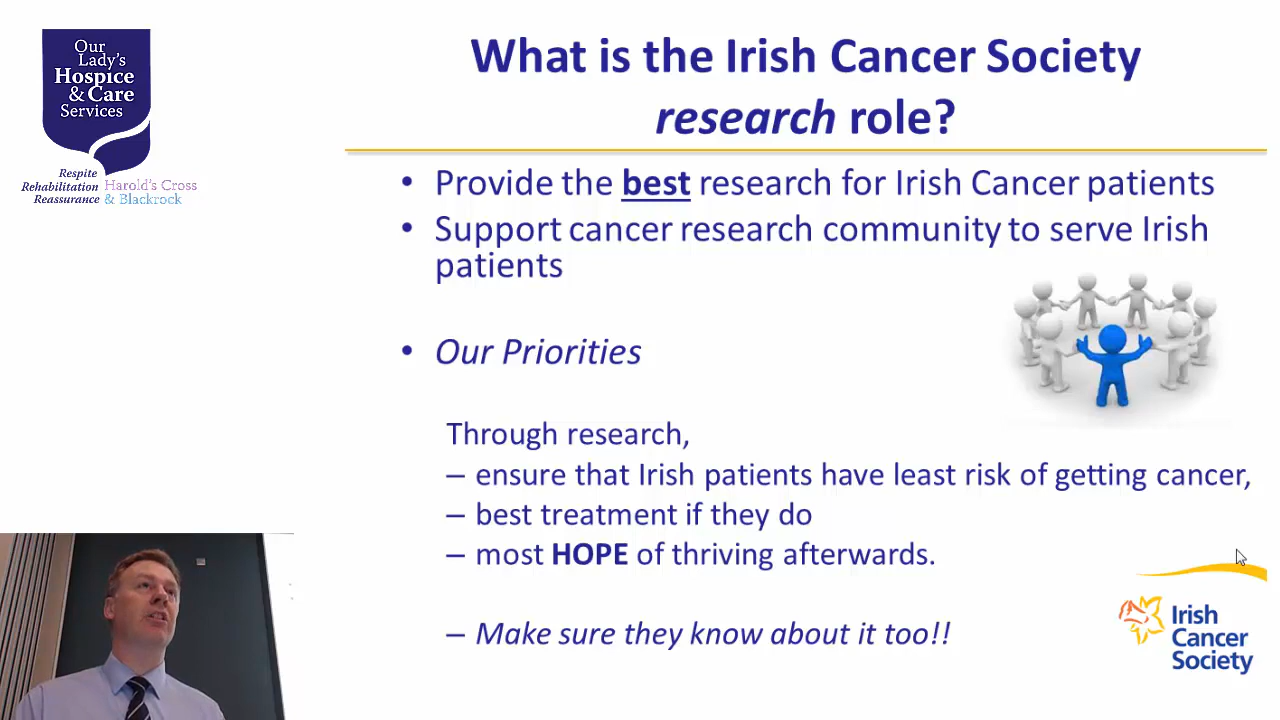 Our
Lady's
Hospice
& Care
Services
Respite
Rehabilitation
Reassurance
Harold's Cross
& Blackrock
What is the Irish Cancer Society
research role?
• Provide the best research for Irish Cancer patients
• Support cancer research community to serve Irish
patients
• Our Priorities
Through research,
– ensure that Irish patients have least risk of getting cancer,
– best treatment if they do
– most HOPE of thriving afterwards.
– Make sure they know about it too!!
Irish
Cancer
Society